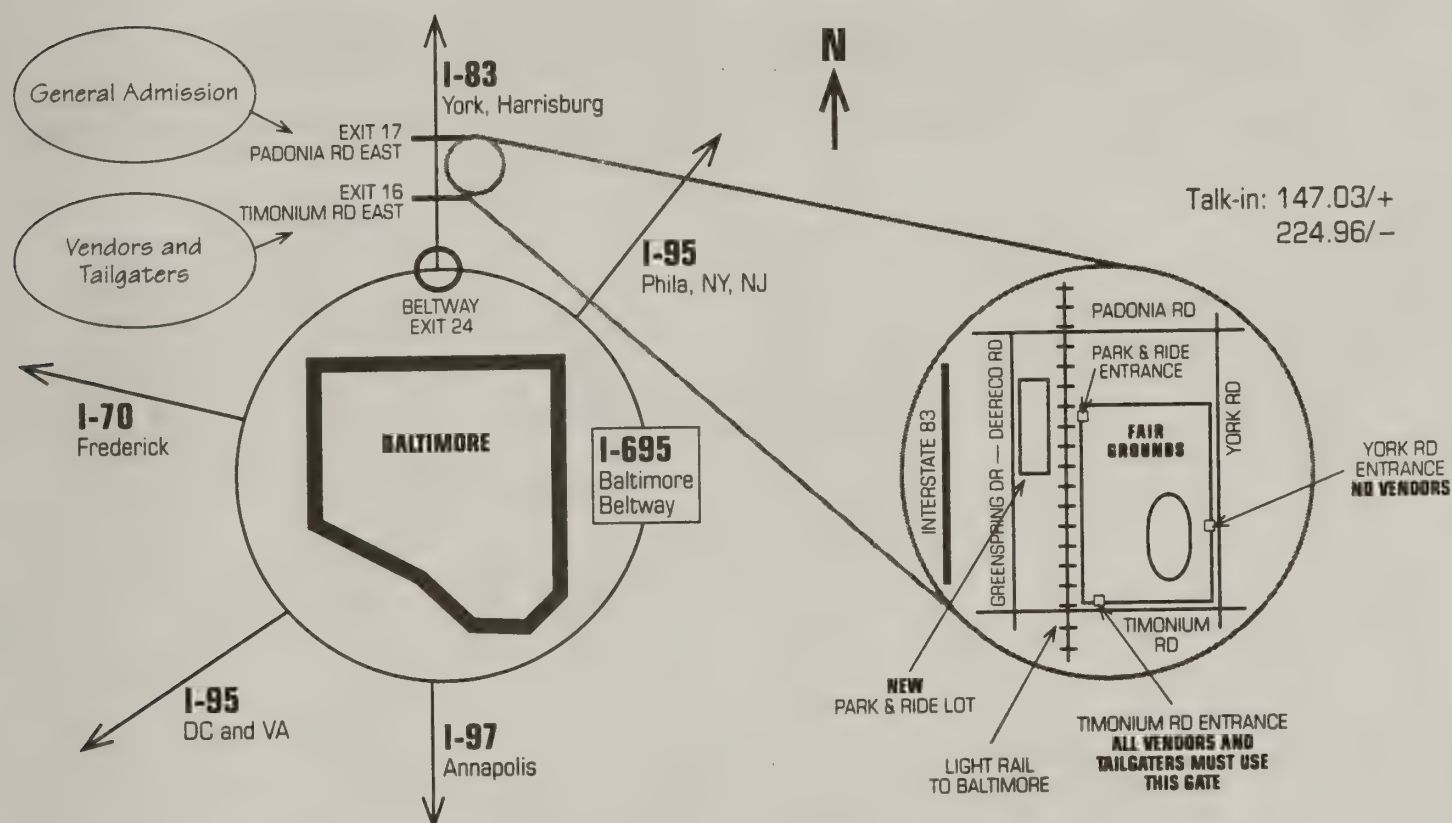 N
I-83
York, Harrisburg
General Admission
EXIT 17
PADONIA RD EAST
EXIT 16
TIMONIUM RD EAST
Vendors and
Tailgaters
Talk-in: 147.03/+
224.96/–
I-95
Phila, NY, NJ
BELTWAY
EXIT 24
I-70
Frederick
BALTIMORE
I-695
Baltimore
Beltway
I-95
DC and VA
I-97
Annapolis
PADONIA RD
PARK & RIDE
ENTRANCE
INTERSTATE 83
GREENSPRING DR — DEERECO RD
FAIR
GROUNDS
YORK RD
YORK RD
ENTRANCE
NO VENDORS
TIMONIUM
RD
NEW
PARK & RIDE LOT
LIGHT RAIL
TO BALTIMORE
TIMONIUM RD ENTRANCE
ALL VENDORS AND
TAILGATERS MUST USE
THIS GATE